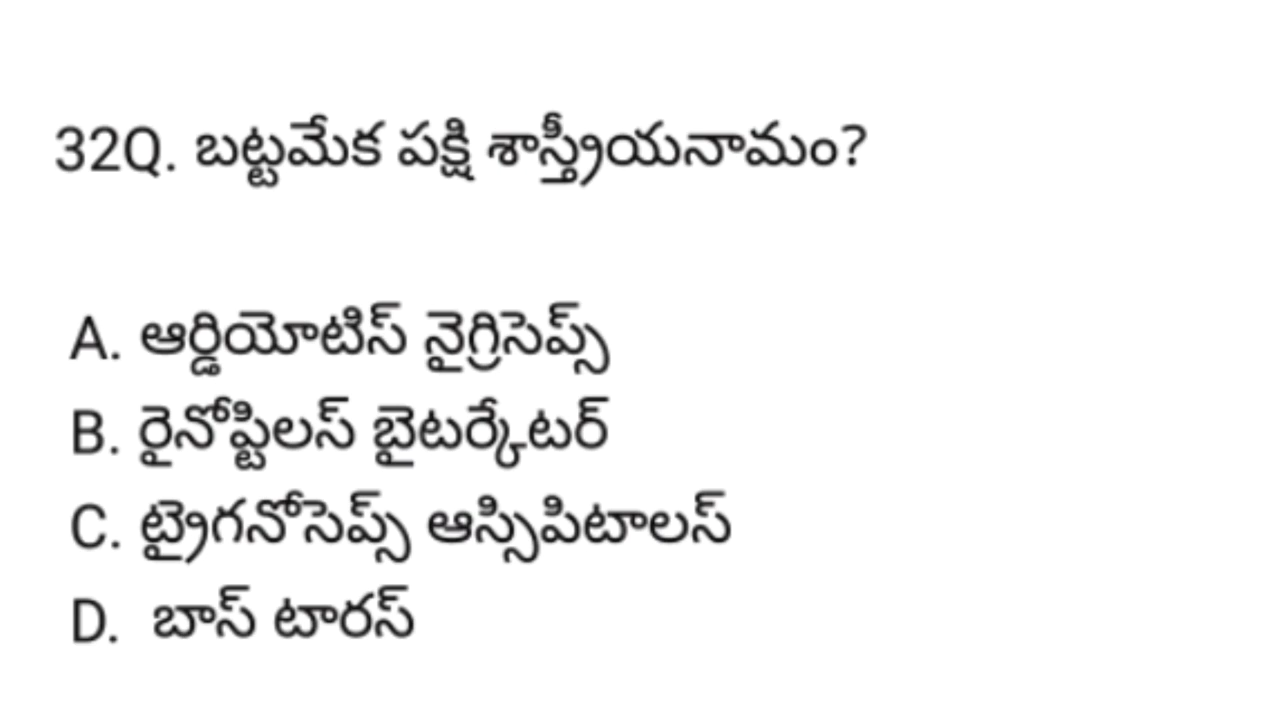 32Q. బట్టమేక పక్షి శాస్త్రీయనామం?
A. ఆర్డియోటిస్ నైగ్రిసెప్స్
B. రైనోప్టిలస్ బైటర్కేటర్
C. ట్రైగనోసెప్స్ ఆస్సిపిటాలస్
D. బాస్ టారస్